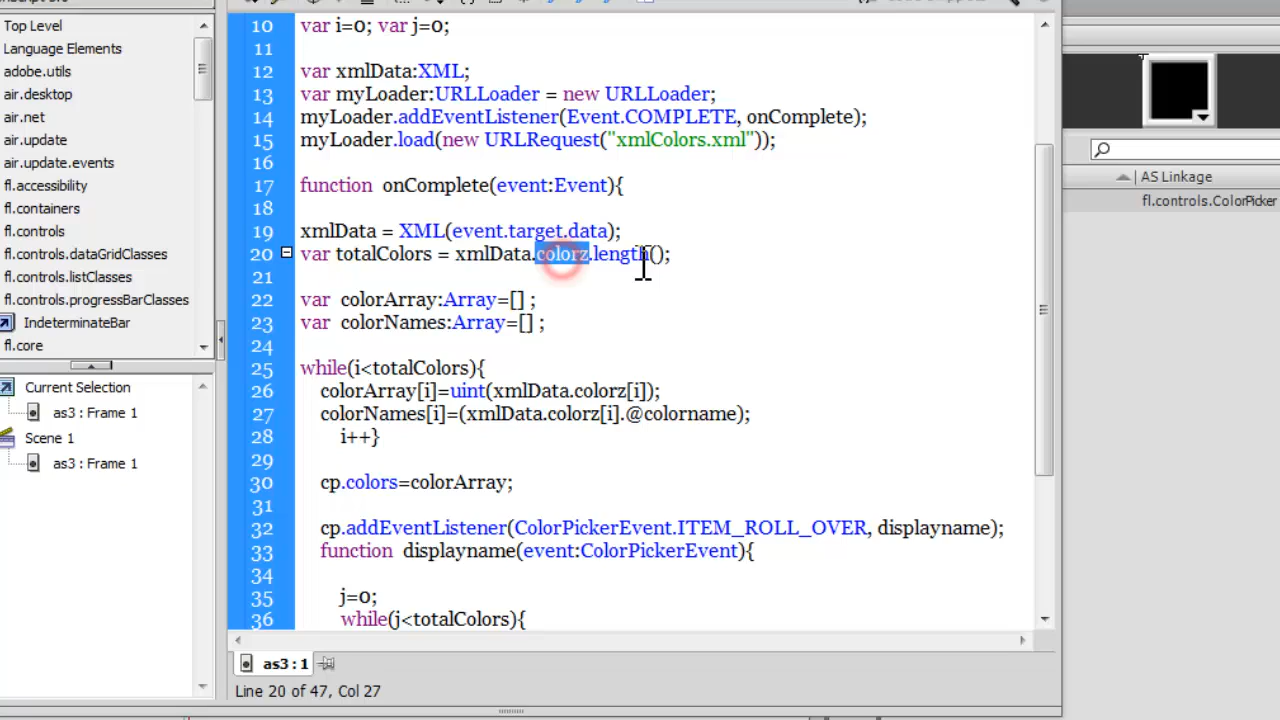 Top Level
Language Elements
adobe.utils
air.desktop
air.net
air.update
air.update.events
fl.accessibility
fl.containers
fl.controls
fl.controls.dataGridClasses
fl.controls.listClasses
fl.controls.progressBarClasses
IndeterminateBar
fl.core
Current Selection
as3 : Frame 1
Scene 1
as3 : Frame 1
10 var i=0; var j=0;
11
12 var xmlData:XML;
13 var myLoader:URLLoader = new URLLoader;
14 myLoader.addEventListener(Event.COMPLETE, onComplete);
15 myLoader.load(new URLRequest("xmlColors.xml"));
16
17 function onComplete(event:Event){
18
19 xmlData = XML(event.target.data);
20 var totalColors = xmlData.colorz.length();
21
22 var colorArray:Array=[] ;
23 var colorNames:Array=[] ;
24
25 while(i<totalColors){
26 colorArray[i]=uint(xmlData.colorz[i]);
27 colorNames[i]=(xmlData.colorz[i].@colorname);
28 i++}
29
30 cp.colors=colorArray;
31
32 cp.addEventListener(ColorPickerEvent.ITEM_ROLL_OVER, displayname);
33 function displayname(event:ColorPickerEvent){
34
35 j=0;
36 while(j<totalColors){
as3 : 1
Line 20 of 47, Col 27
AS Linkage
fl.controls.ColorPicker